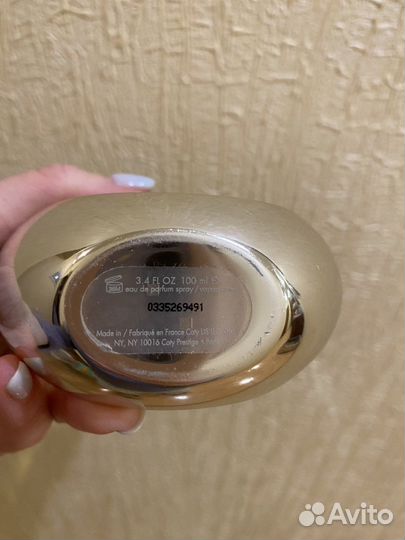 3.4 FL OZ 100 ml
eau de parfum spray /
0335269491
Made in / Fabriqué en France Coty US
NY, NY 10016 Coty Prestige •
Avito